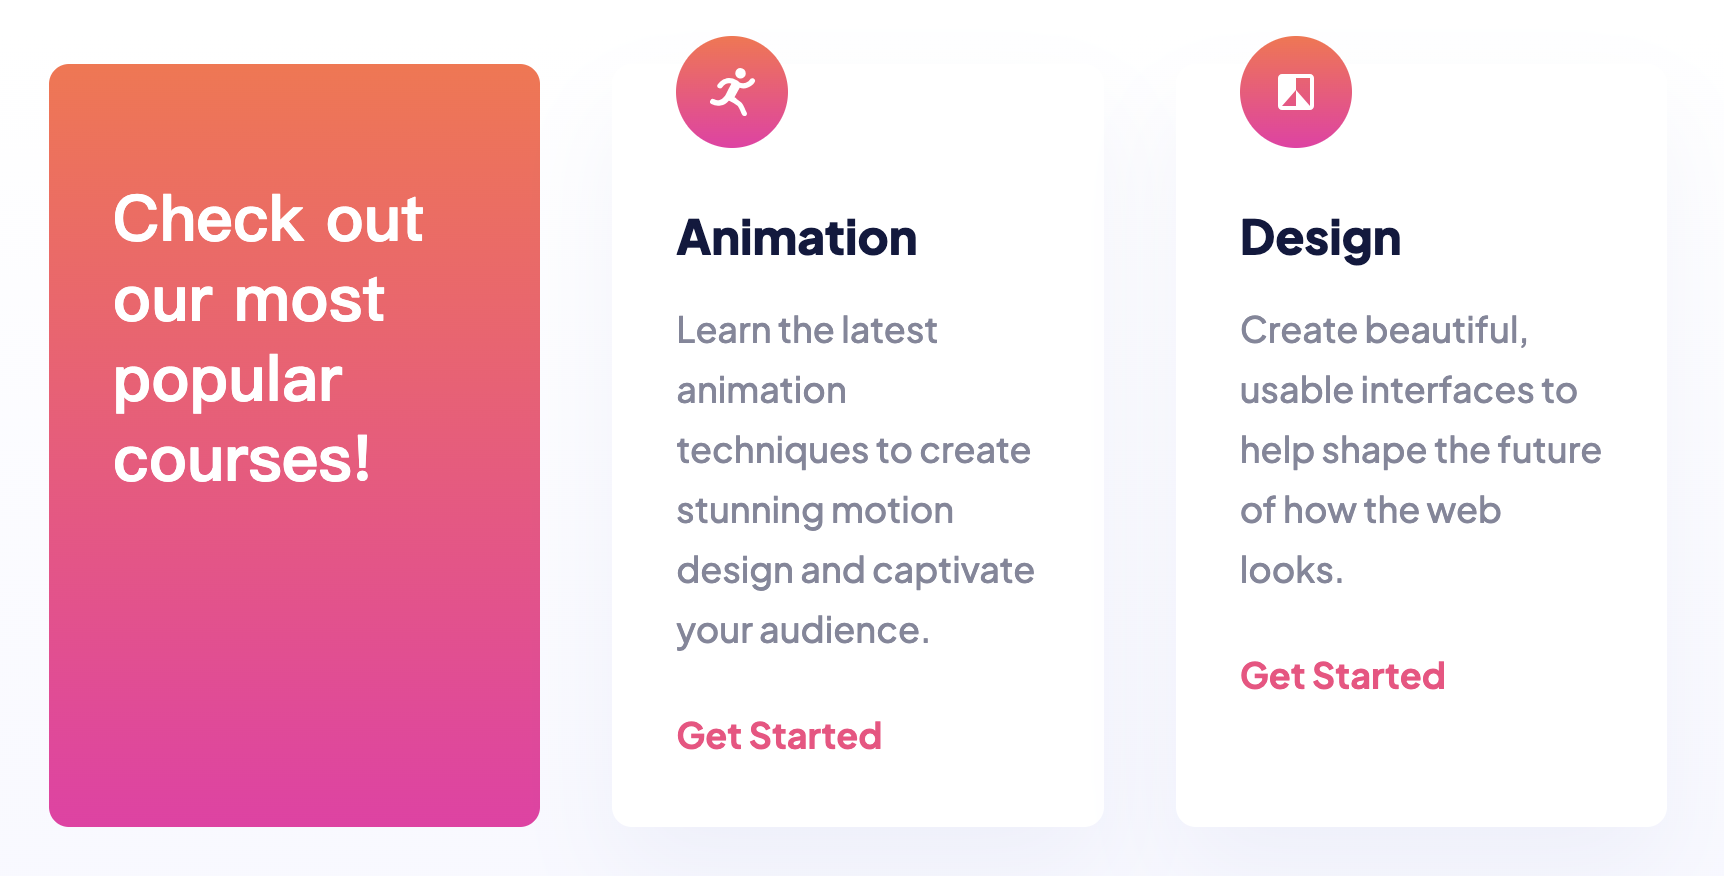 Check out
our most
popular
courses!
Animation
Learn the latest
animation
techniques to create
stunning motion
design and captivate
your audience.
Get Started
Design
Create beautiful,
usable interfaces to
help shape the future
of how the web
looks.
Get Started